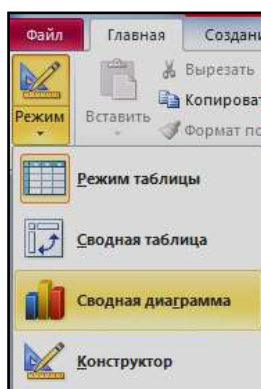 Файл Главная Создани
Вырезать
Копироват
Режим Вставить Формат по
Режим таблицы
Сводная таблица
Сводная диаграмма
Конструктор